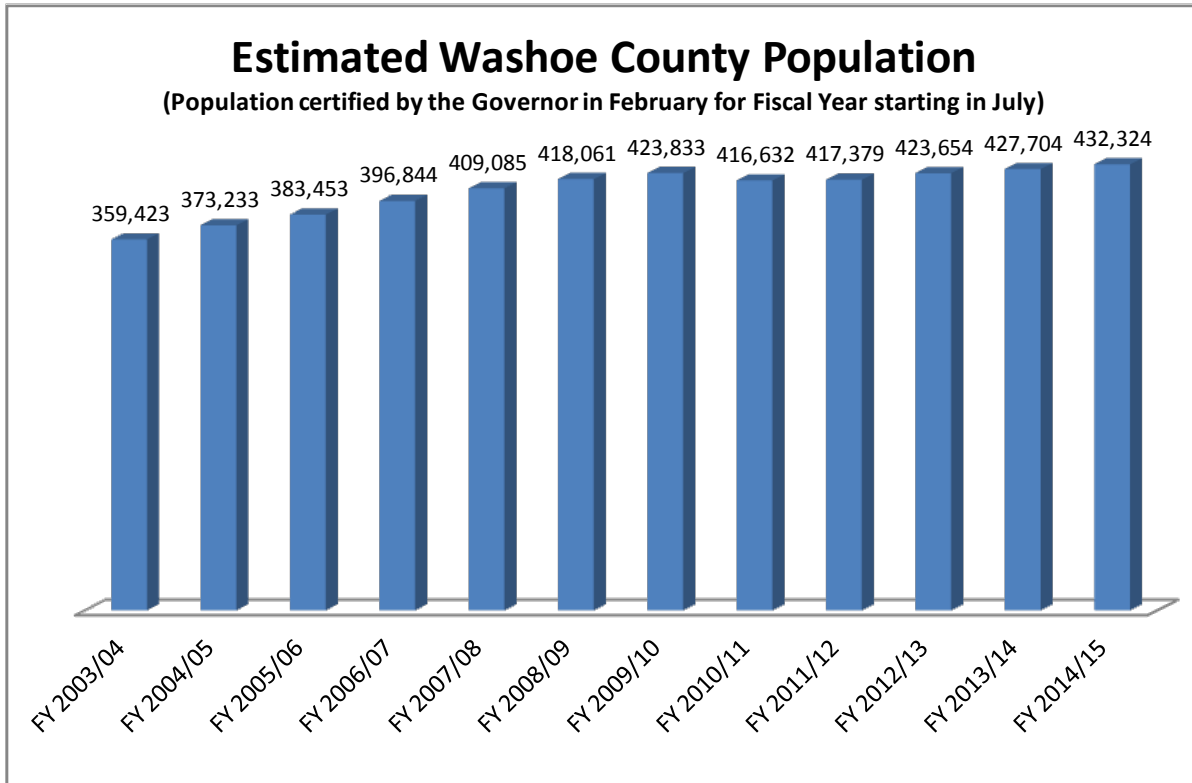 Estimated Washoe County Population
(Population certified by the Governor in February for Fiscal Year starting in July)
359,423
373,233
383,453
396,844
409,085
418,061
423,833
416,632
417,379
423,654
427,704
432,324
FY 2003/04
FY 2004/05
FY 2005/06
FY 2006/07
FY 2007/08
FY 2008/09
FY 2009/10
FY 2010/11
FY 2011/12
FY 2012/13
FY 2013/14
FY 2014/15